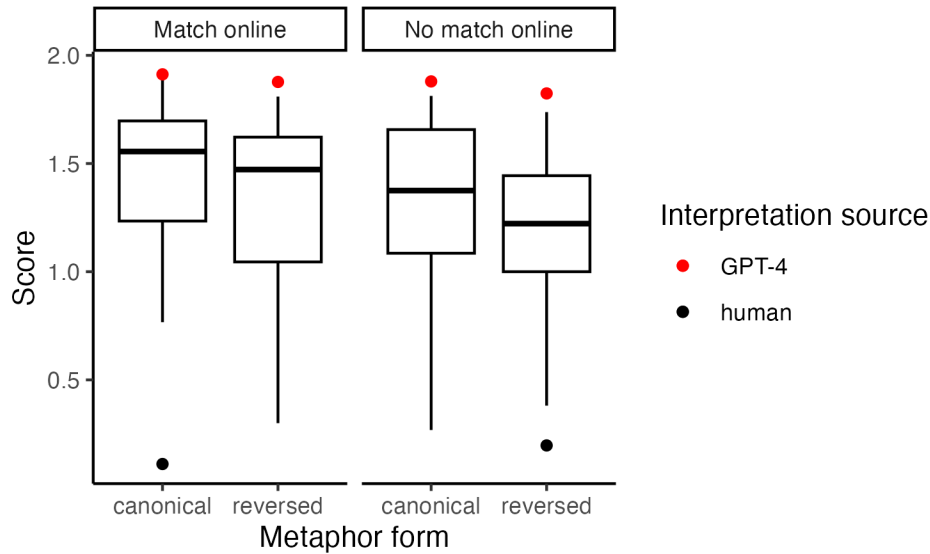 Match online
No match online
2.0
1.5
1.0
0.5
Score
canonical
reversed
canonical
reversed
Metaphor form
Interpretation source
GPT-4
human